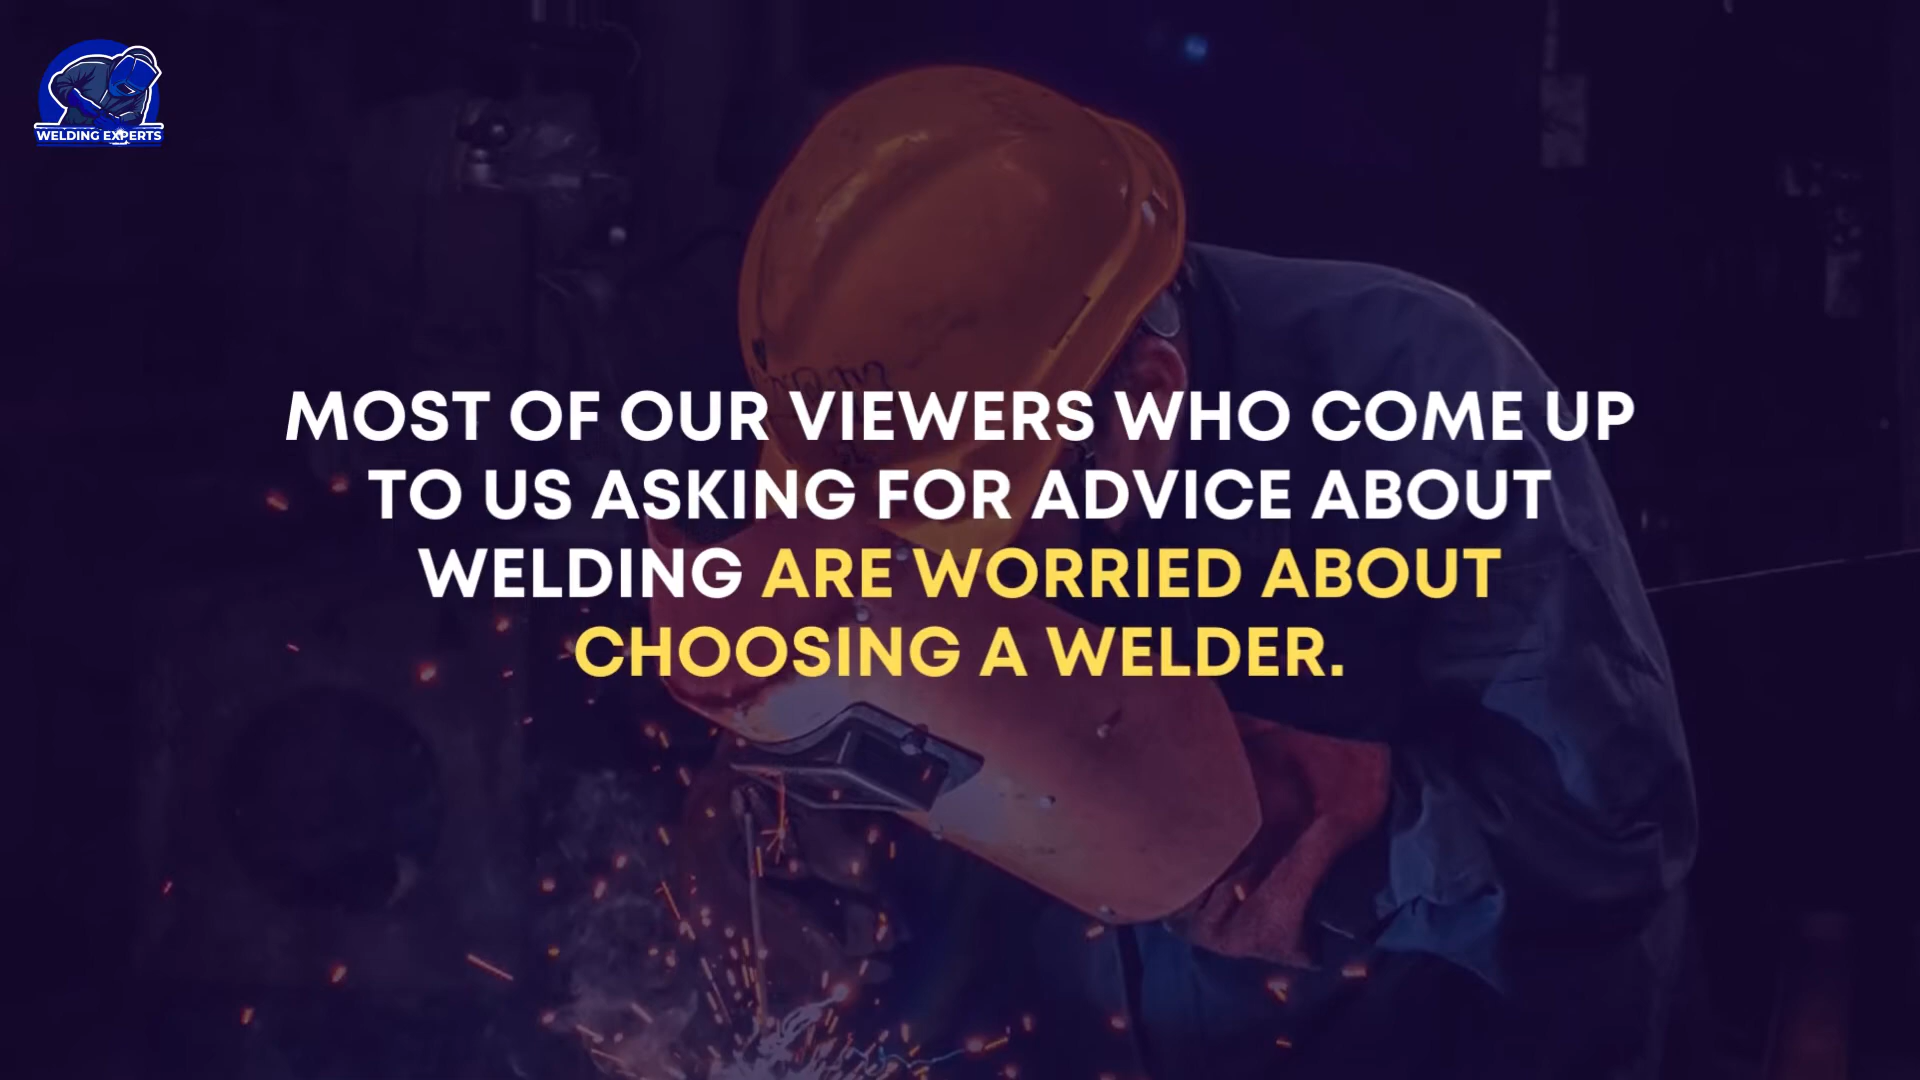 WELDING EXPERTS
MOST OF OUR VIEWERS WHO COME UP
TO US ASKING FOR ADVICE ABOUT
WELDING ARE WORRIED ABOUT
CHOOSING A WELDER.